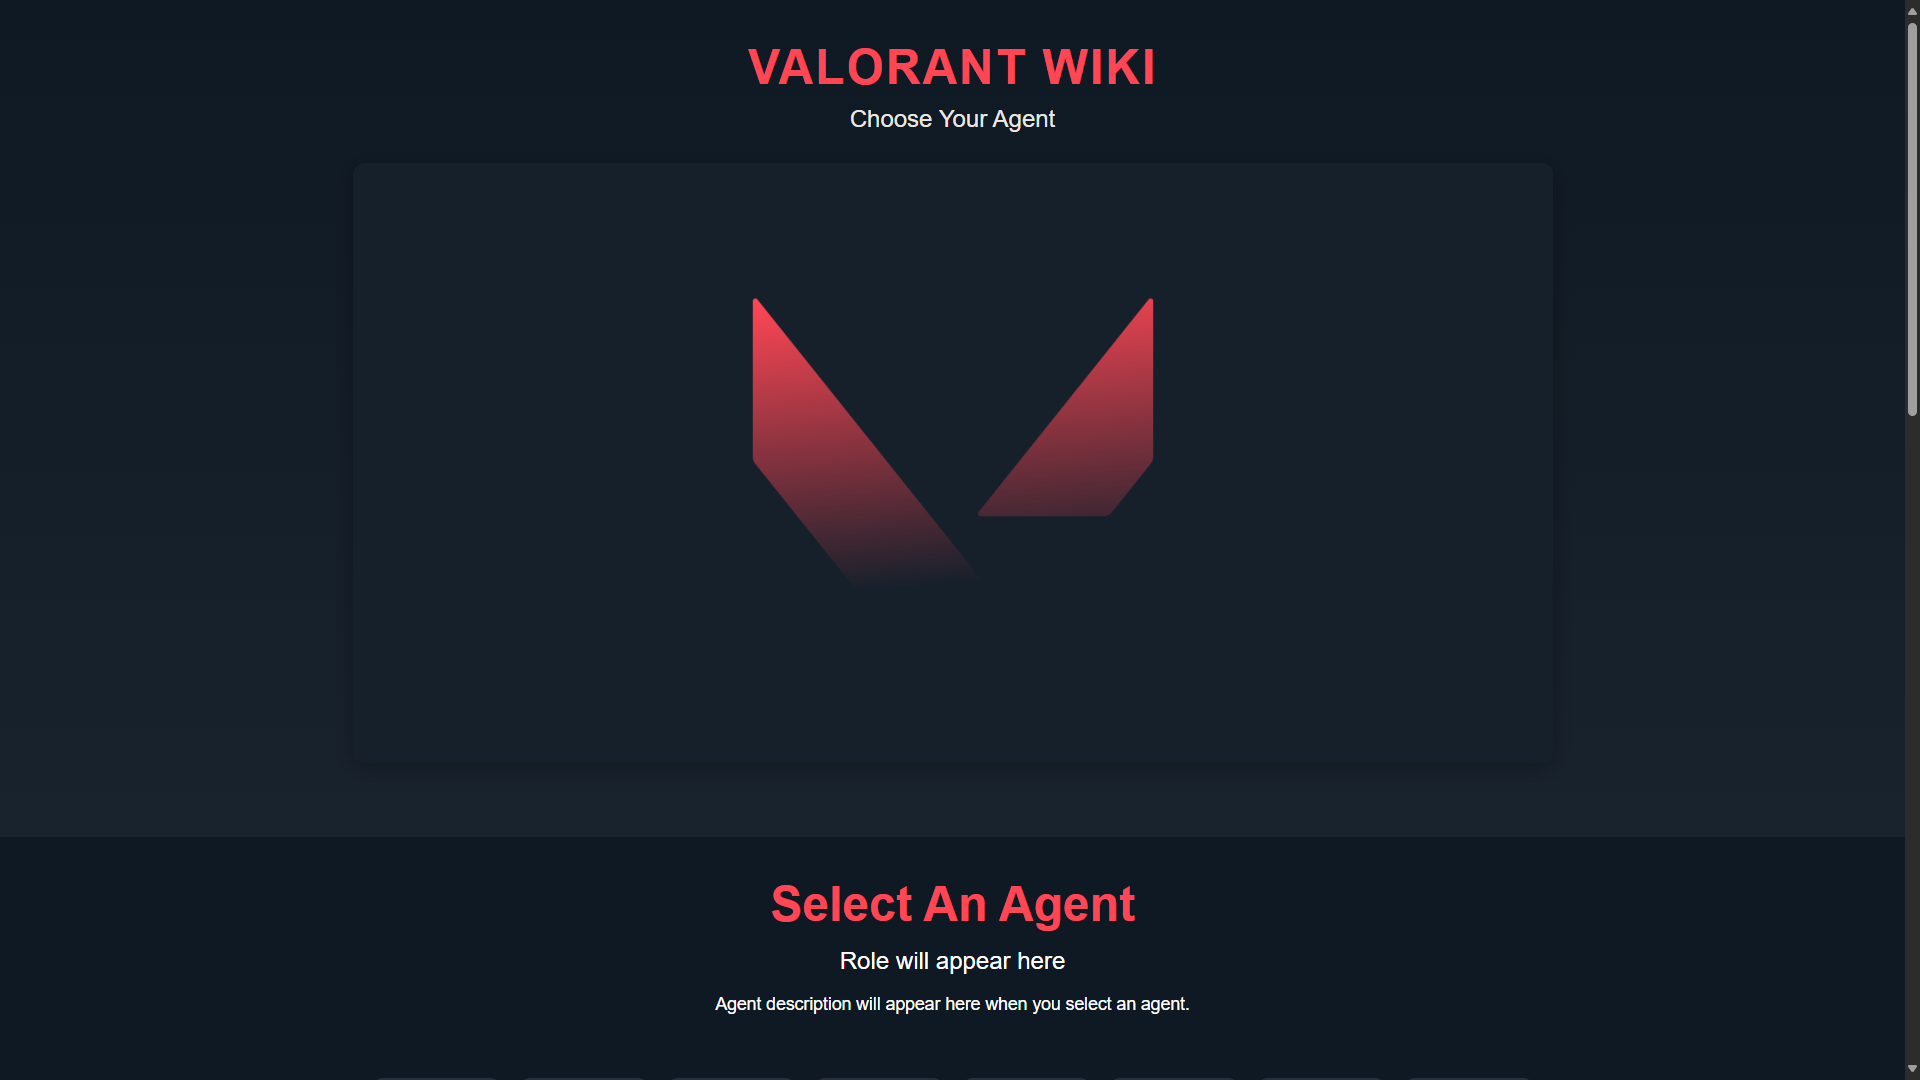 VALORANT WIKI
Choose Your Agent
Select An Agent
Role will appear here
Agent description will appear here when you select an agent.